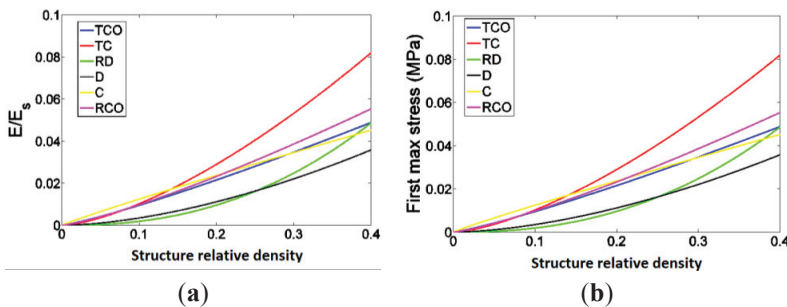 0.1
0.08
0.06
0.04
0.02
0
E/Es
TCO
TC
RD
D
C
RCO
0 0.1 0.2 0.3 0.4
Structure relative density
(a)
0.1
0.08
0.06
0.04
0.02
0
First max stress (MPa)
TCO
TC
RD
D
C
RCO
0 0.1 0.2 0.3 0.4
Structure relative density
(b)